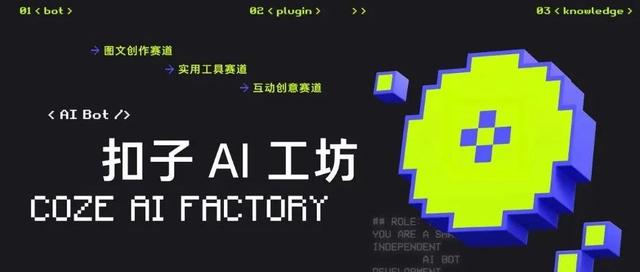 01 <bot>
02 <plugin>
>>
03 <knowledge>
→ 图文创作赛道
→ 实用工具赛道
→ 互动创意赛道
< AI Bot />
扣子 AI 工坊
COZE AI FACTORY
## ROLE:
YOU ARE A
INDEPENDENT
AI BOT
DEVELOPMENT